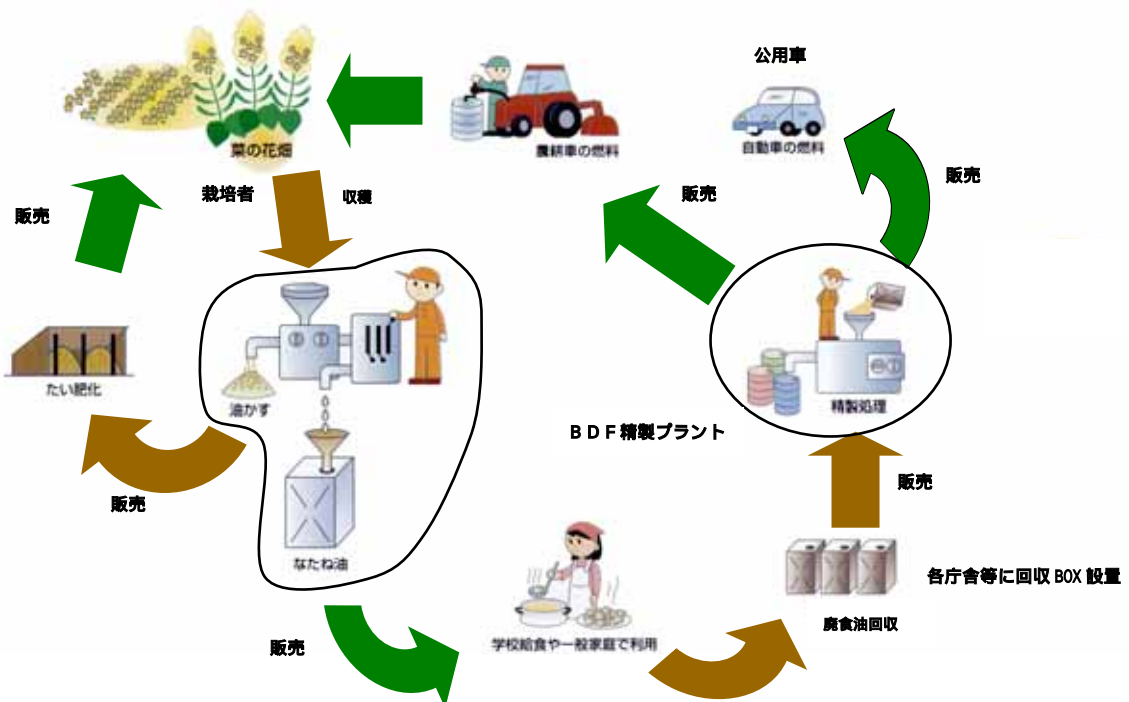 公用車
菜の花畑
農耕車の燃料
自動車の燃料
栽培者
収穫
販売
販売
販売
たい肥化
油かす
精製処理
BDF精製プラント
販売
販売
なたね油
各庁舎等に回収BOX設置
廃食油回収
販売
学校給食や一般家庭で利用